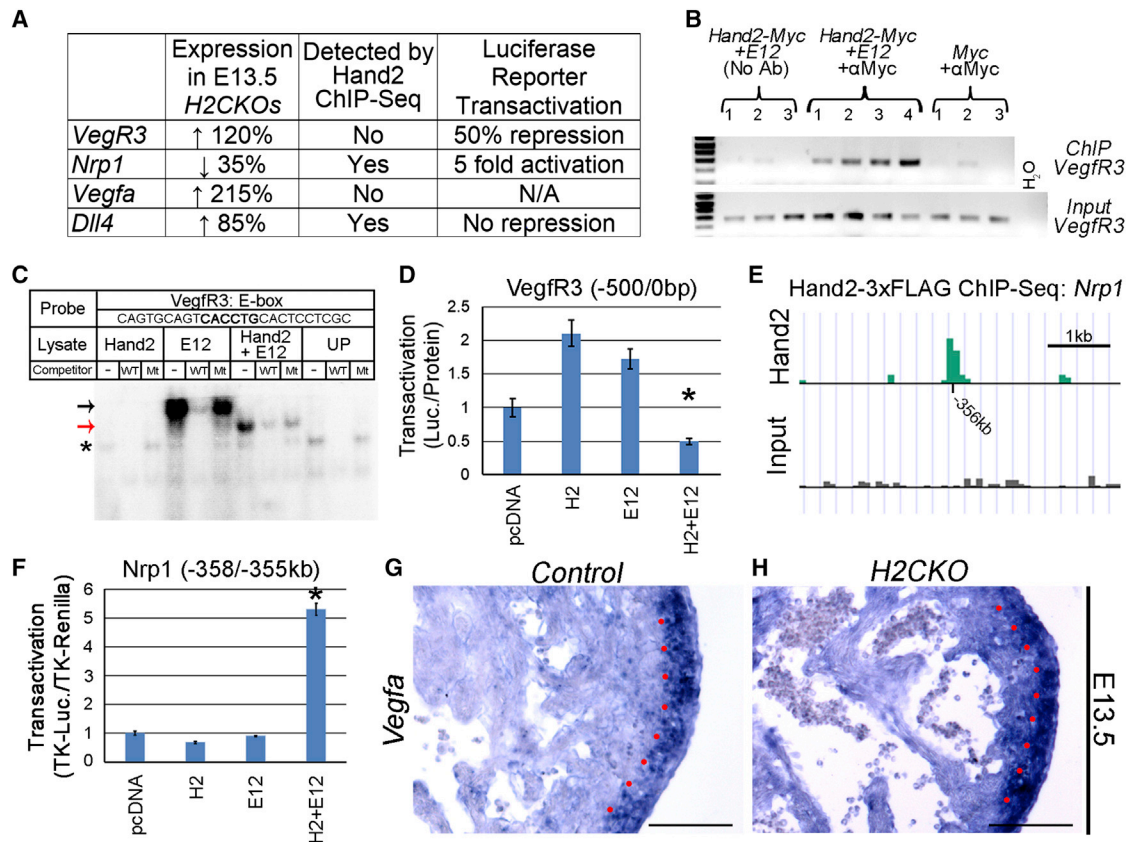 A
Expression in E13.5 H2CKOs
Detected by Hand2 ChIP-Seq
Luciferase Reporter Transactivation
VegR3 ↑ 120% No 50% repression
Nrp1 ↓ 35% Yes 5 fold activation
Vegfa ↑ 215% No N/A
Dll4 ↑ 85% Yes No repression
B
Hand2-Myc +E12 (No Ab)
Hand2-Myc +E12 +αMyc
Myc +αMyc
1 2 3 1 2 3 4 1 2 3
ChIP VegfR3
H2O
Input VegfR3
C
Probe
VegfR3: E-box
CAGTGCAGTCACCTGCACTCCTCGC
Lysate Hand2 E12 Hand2 + E12 UP
Competitor - WT Mt - WT Mt - WT Mt - WT Mt
→
→
*
D
VegfR3 (-500/0bp)
Transactivation (Luc./Protein)
2.5
2
1.5
1
0.5
0
*
pcDNA H2 E12 H2+E12
E
Hand2-3xFLAG ChIP-Seq: Nrp1
Hand2
1kb
-356kb
Input
F
Nrp1 (-358/-355kb)
Transactivation (TK-Luc./TK-Renilla)
6
5
4
3
2
1
0
*
pcDNA H2 E12 H2+E12
G
Control
Vegfa
H
H2CKO
E13.5